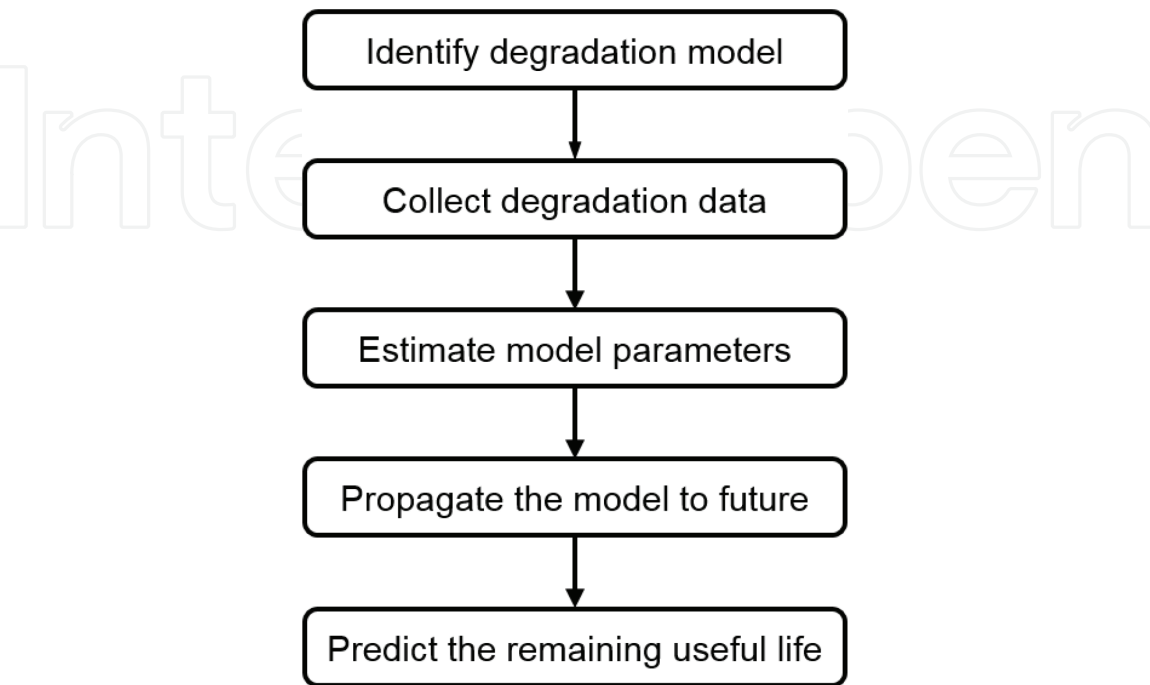 Identify degradation model
Collect degradation data
Estimate model parameters
Propagate the model to future
Predict the remaining useful life